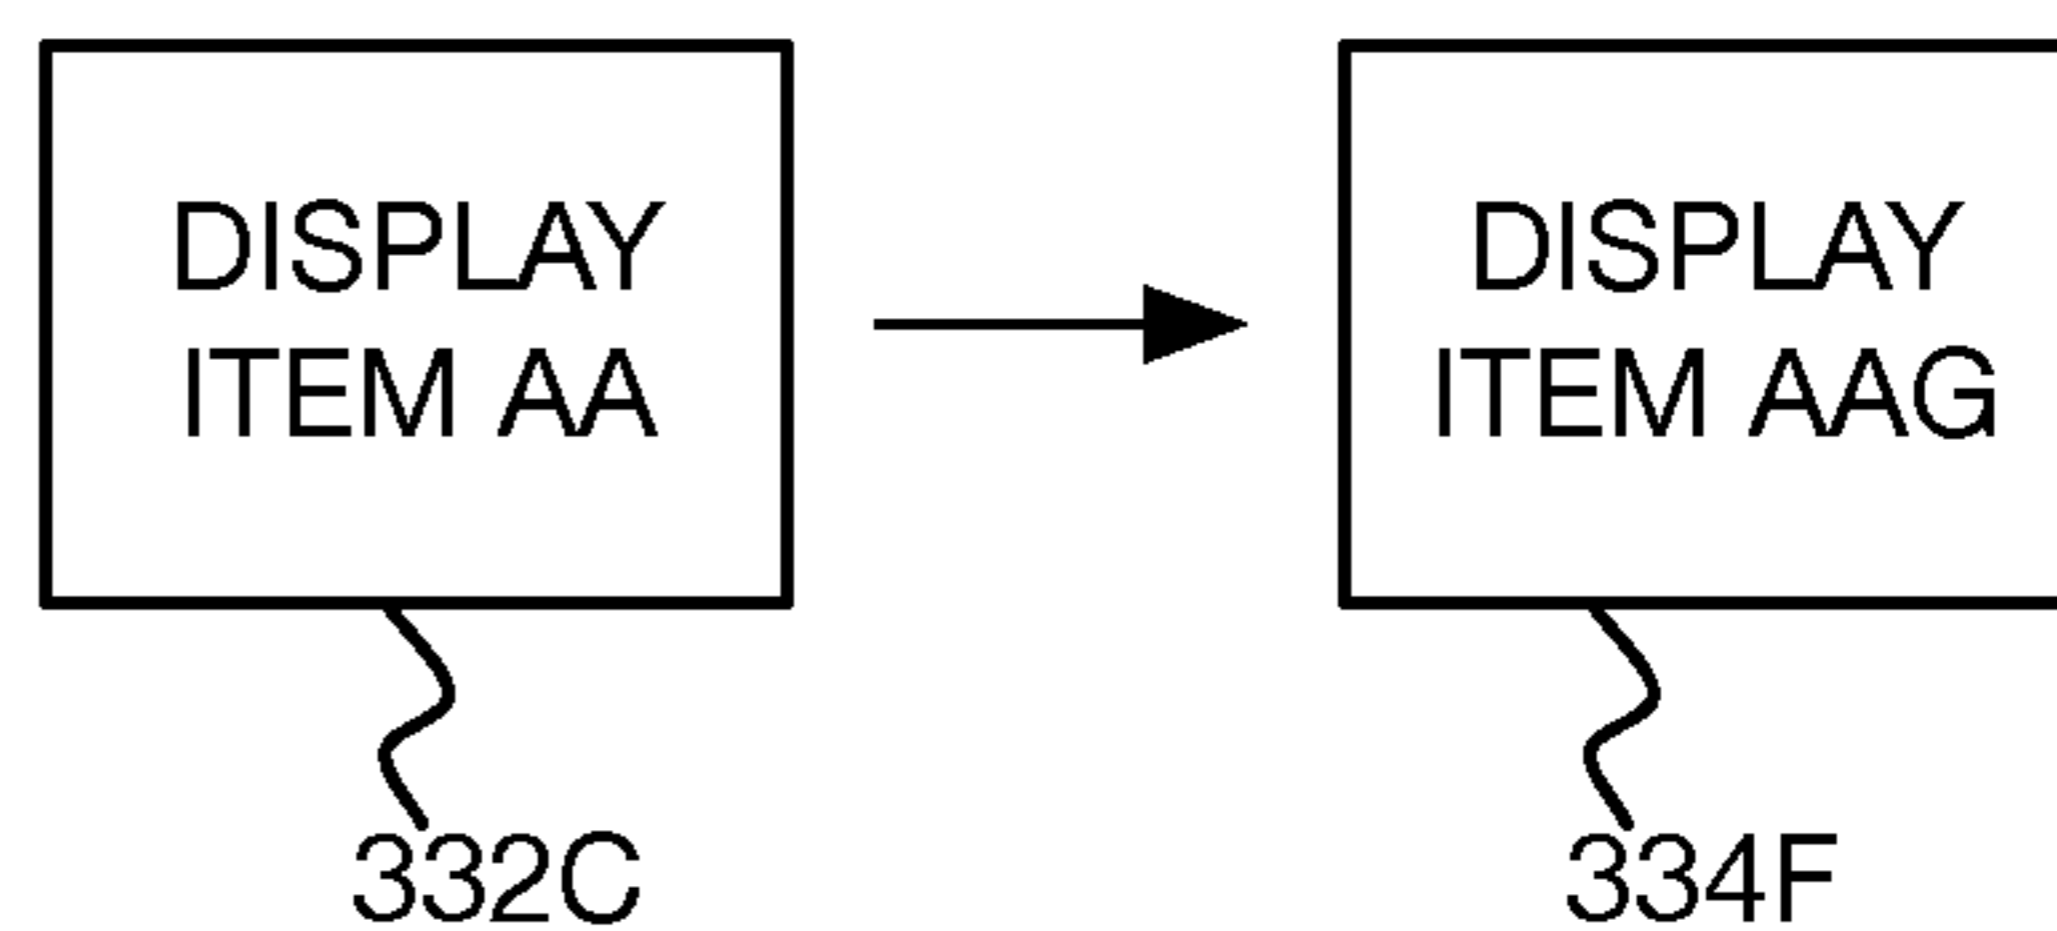 DISPLAY
ITEM AA
332C
DISPLAY
ITEM AAG
334F